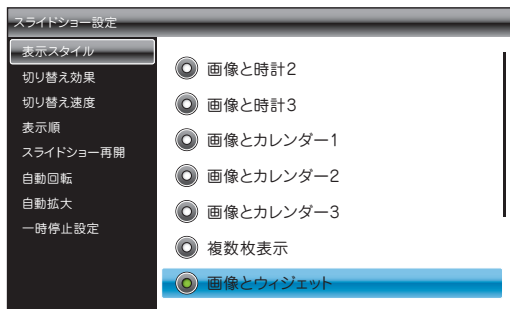 スライドショー設定
表示スタイル
切り替え効果
切り替え速度
表示順
スライドショー再開
自動回転
自動拡大
一時停止設定
画像と時計2
画像と時計3
画像とカレンダー1
画像とカレンダー2
画像とカレンダー3
複数枚表示
画像とウィジェット